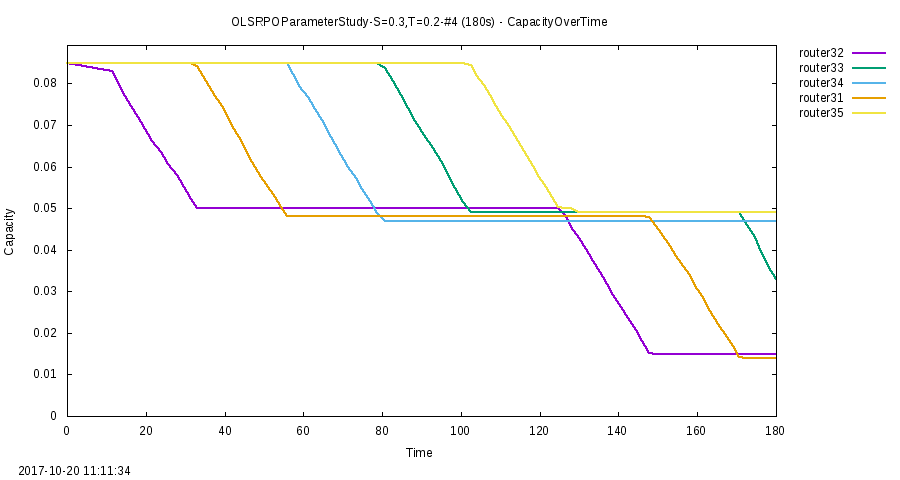 OLSRPOParameterStudy-S=0.3,T=0.2-#4 (180s) - CapacityOverTime
router32
router33
router34
router31
router35
0.08
0.07
0.06
0.05
0.04
0.03
0.02
0.01
0
Capacity
0 20 40 60 80 100 120 140 160 180
Time
2017-10-20 11:11:34